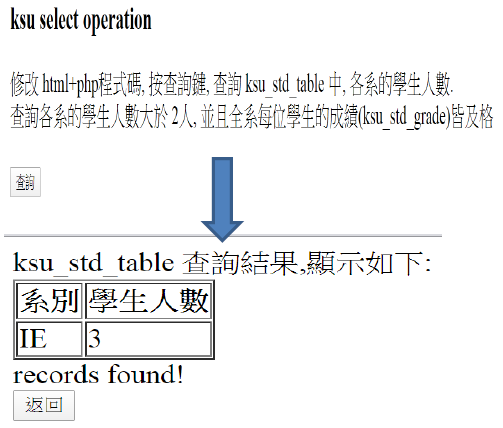 ksu select operation
修改 html+php程式碼, 按查詢鍵, 查詢 ksu_std_table 中, 各系的學生人數.
查詢各系的學生人數大於 2人, 並且全系每位學生的成績(ksu_std_grade)皆及格
查詢
ksu_std_table 查詢結果,顯示如下:
系別 學生人數
IE 3
records found!
返回